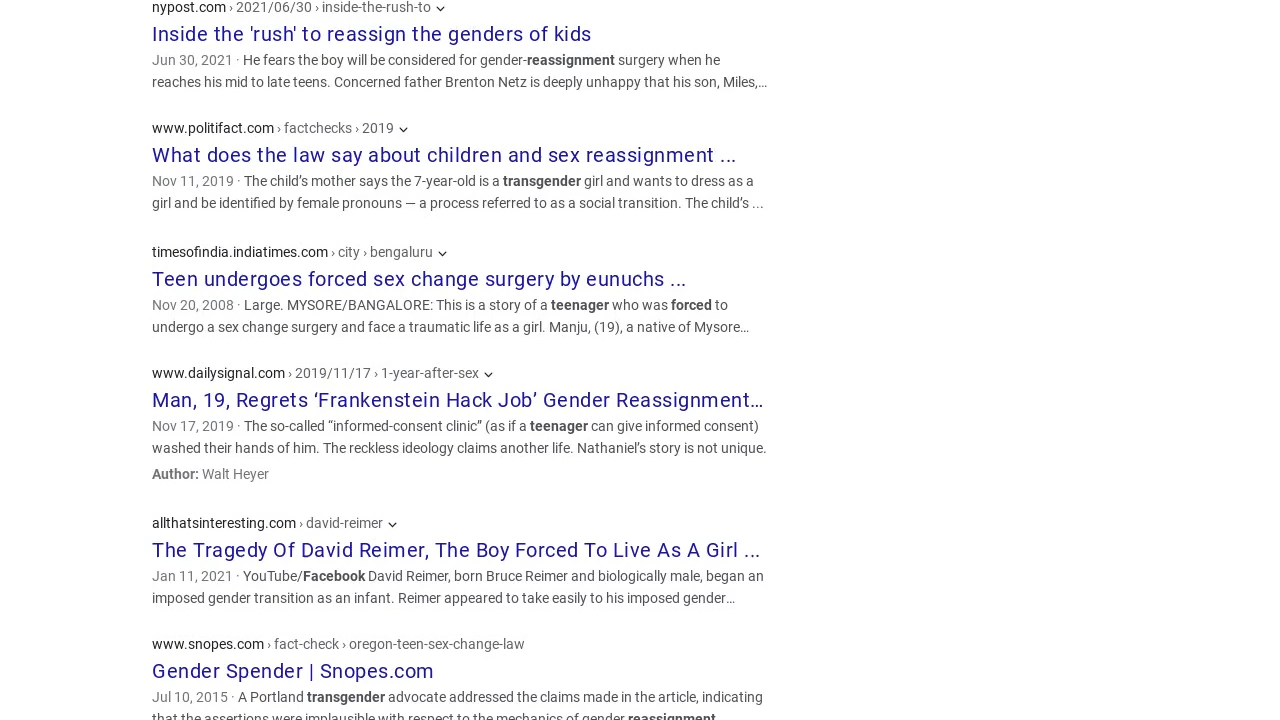 nypost.com › 2021/06/30 › inside-the-rush-to
Inside the 'rush' to reassign the genders of kids
Jun 30, 2021 · He fears the boy will be considered for gender-reassignment surgery when he
reaches his mid to late teens. Concerned father Brenton Netz is deeply unhappy that his son, Miles,...
www.politifact.com › factchecks › 2019
What does the law say about children and sex reassignment ...
Nov 11, 2019 · The child’s mother says the 7-year-old is a transgender girl and wants to dress as a
girl and be identified by female pronouns — a process referred to as a social transition. The child’s ...
timesofindia.indiatimes.com › city › bengaluru
Teen undergoes forced sex change surgery by eunuchs ...
Nov 20, 2008 · Large. MYSORE/BANGALORE: This is a story of a teenager who was forced to
undergo a sex change surgery and face a traumatic life as a girl. Manju, (19), a native of Mysore...
www.dailysignal.com › 2019/11/17 › 1-year-after-sex
Man, 19, Regrets ‘Frankenstein Hack Job’ Gender Reassignment...
Nov 17, 2019 · The so-called “informed-consent clinic” (as if a teenager can give informed consent)
washed their hands of him. The reckless ideology claims another life. Nathaniel’s story is not unique.
Author: Walt Heyer
allthatsinteresting.com › david-reimer
The Tragedy Of David Reimer, The Boy Forced To Live As A Girl ...
Jan 11, 2021 · YouTube/Facebook David Reimer, born Bruce Reimer and biologically male, began an
imposed gender transition as an infant. Reimer appeared to take easily to his imposed gender...
www.snopes.com › fact-check › oregon-teen-sex-change-law
Gender Spender | Snopes.com
Jul 10, 2015 · A Portland transgender advocate addressed the claims made in the article, indicating
that the assertions were implausible with respect to the mechanics of gender reassignment